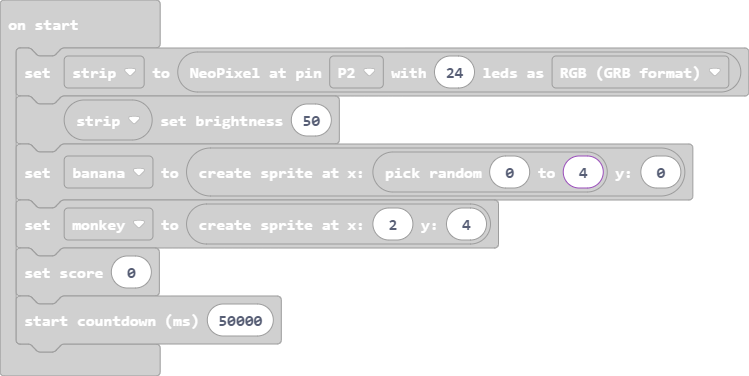 on start
set strip to NeoPixel at pin P2 with 24 leds as RGB (GRB format)
strip set brightness 50
set banana to create sprite at x: pick random 0 to 4 y: 0
set monkey to create sprite at x: 2 y: 4
set score 0
start countdown (ms) 50000